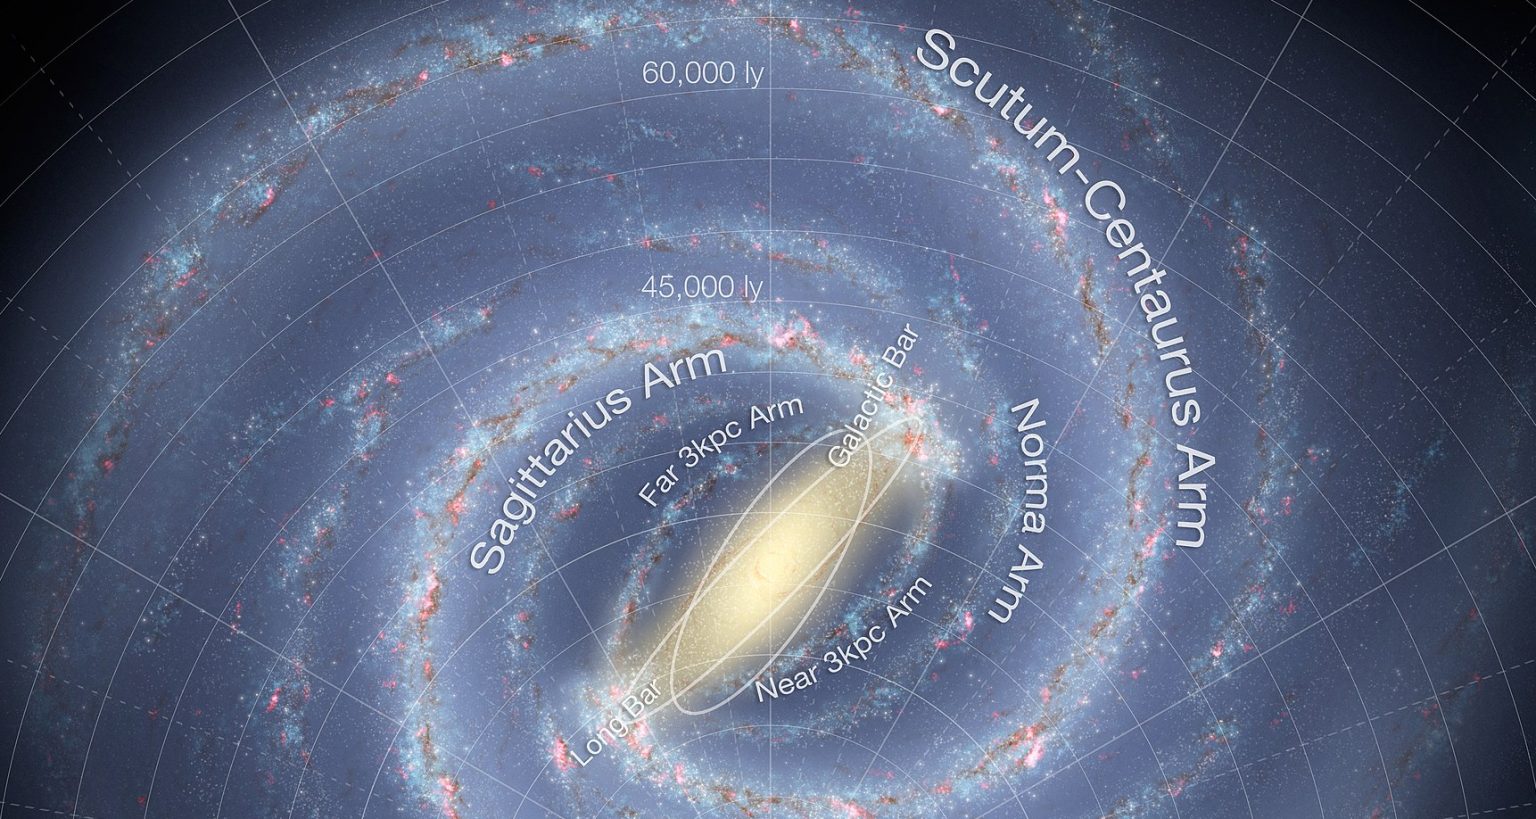 Scutum-Centaurus Arm
60,000 ly
45,000 ly
Sagittarius Arm
Far 3kpc Arm
Galactic Bar
Norma Arm
Near 3kpc Arm
Long Bar